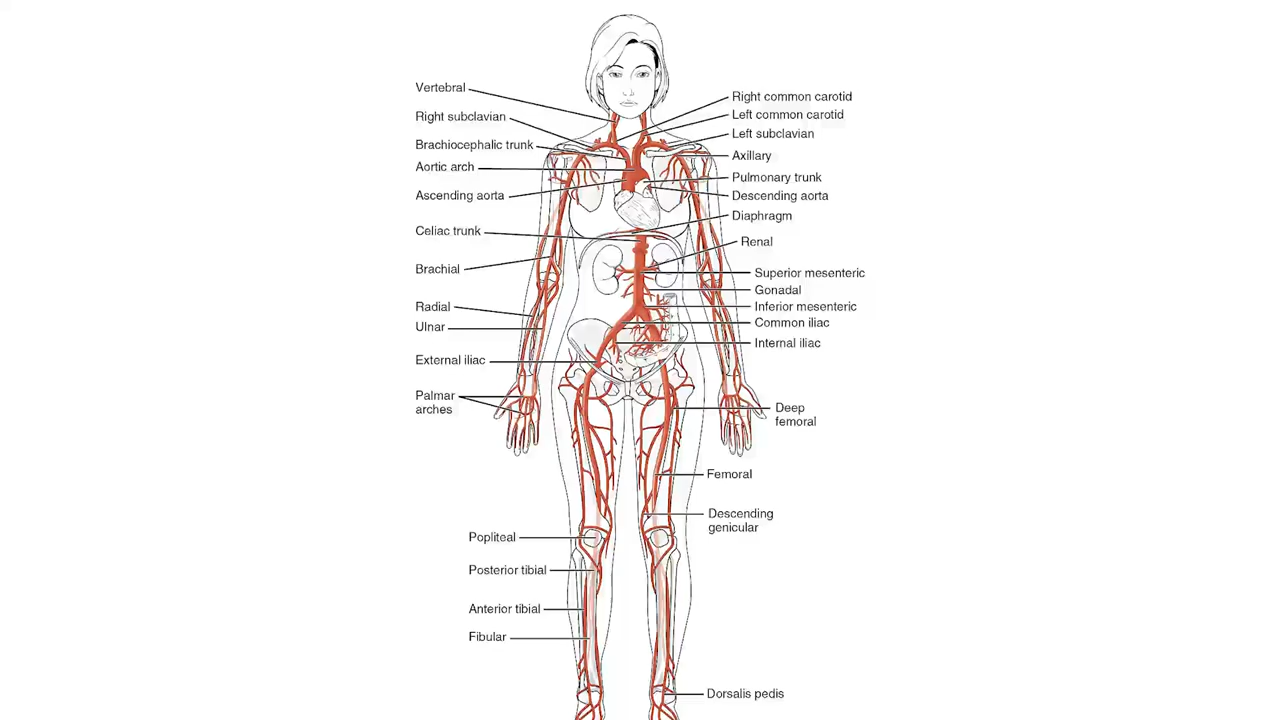 Vertebral
Right subclavian
Brachiocephalic trunk
Aortic arch
Ascending aorta
Celiac trunk
Brachial
Radial
Ulnar
External iliac
Palmar
arches
Popliteal
Posterior tibial
Anterior tibial
Fibular
Right common carotid
Left common carotid
Left subclavian
Axillary
Pulmonary trunk
Descending aorta
Diaphragm
Renal
Superior mesenteric
Gonadal
Inferior mesenteric
Common iliac
Internal iliac
Deep
femoral
Femoral
Descending
genicular
Dorsalis pedis